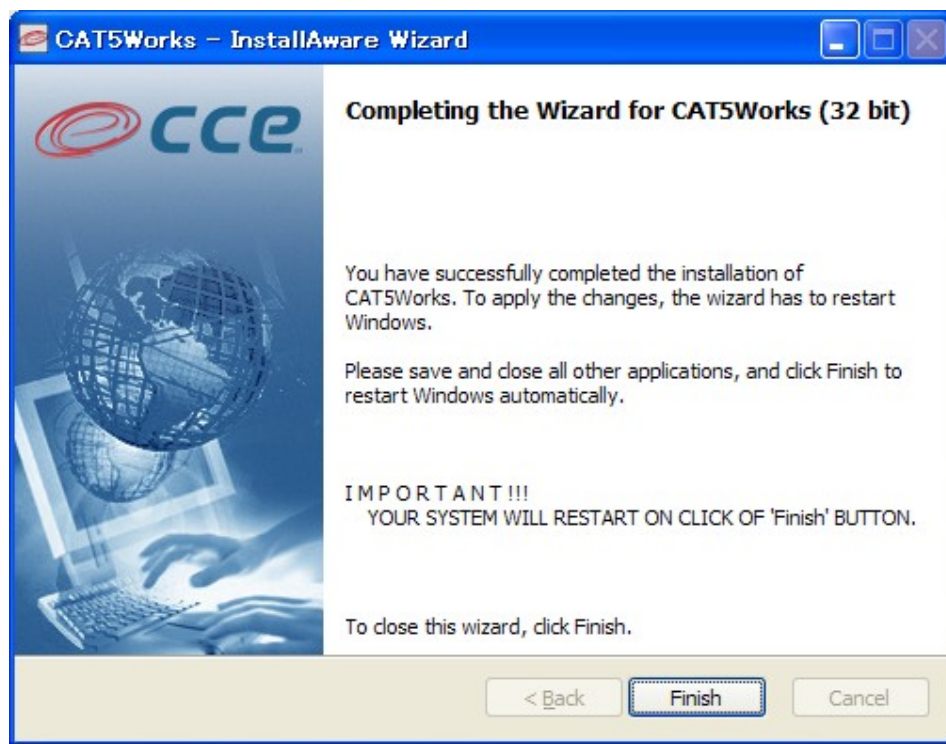 CAT5Works - InstallAware Wizard
cce
Completing the Wizard for CAT5Works (32 bit)
You have successfully completed the installation of
CAT5Works. To apply the changes, the wizard has to restart
Windows.
Please save and close all other applications, and click Finish to
restart Windows automatically.
I M P O R T A N T !!!
YOUR SYSTEM WILL RESTART ON CLICK OF 'Finish' BUTTON.
To close this wizard, click Finish.
< Back
Finish
Cancel